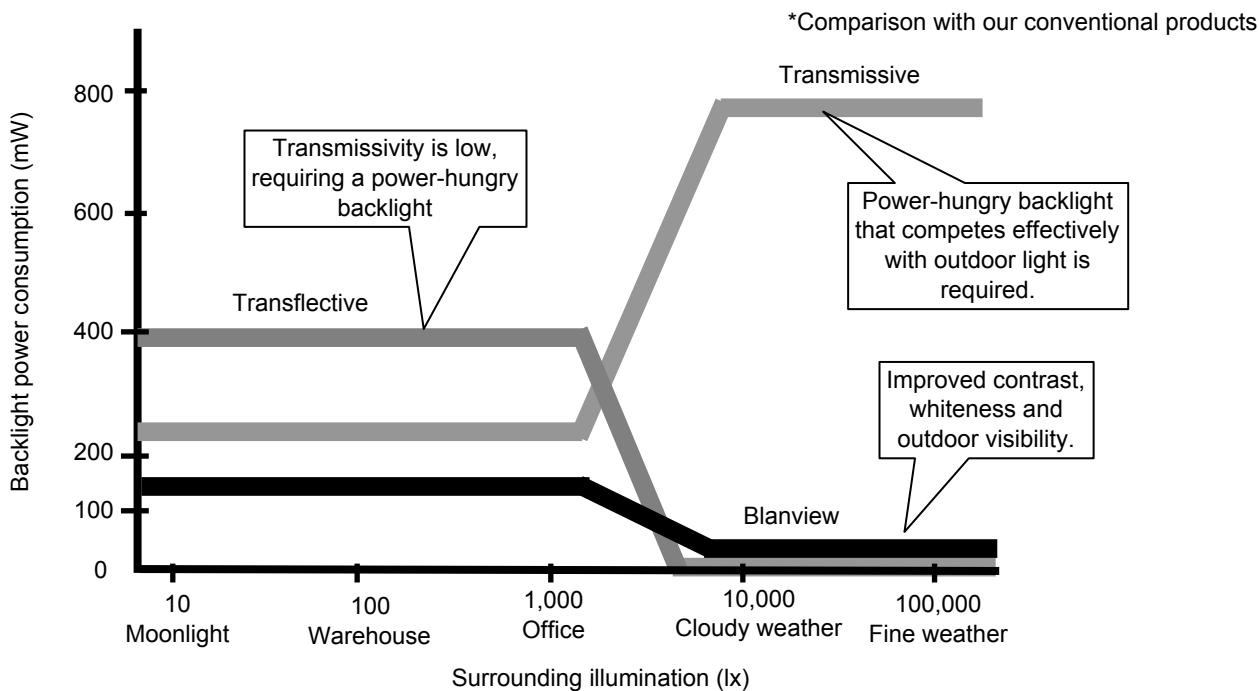 *Comparison with our conventional products
Transmissive
800
Transmissivity is low,
requiring a power-hungry
backlight
Power-hungry backlight
that competes effectively
with outdoor light is
required.
600
Backlight power consumption (mW)
Transflective
400
Improved contrast,
whiteness and
outdoor visibility.
200
100
Blanview
0
10
100
1,000
10,000
100,000
Moonlight
Warehouse
Office
Cloudy weather
Fine weather
Surrounding illumination (lx)